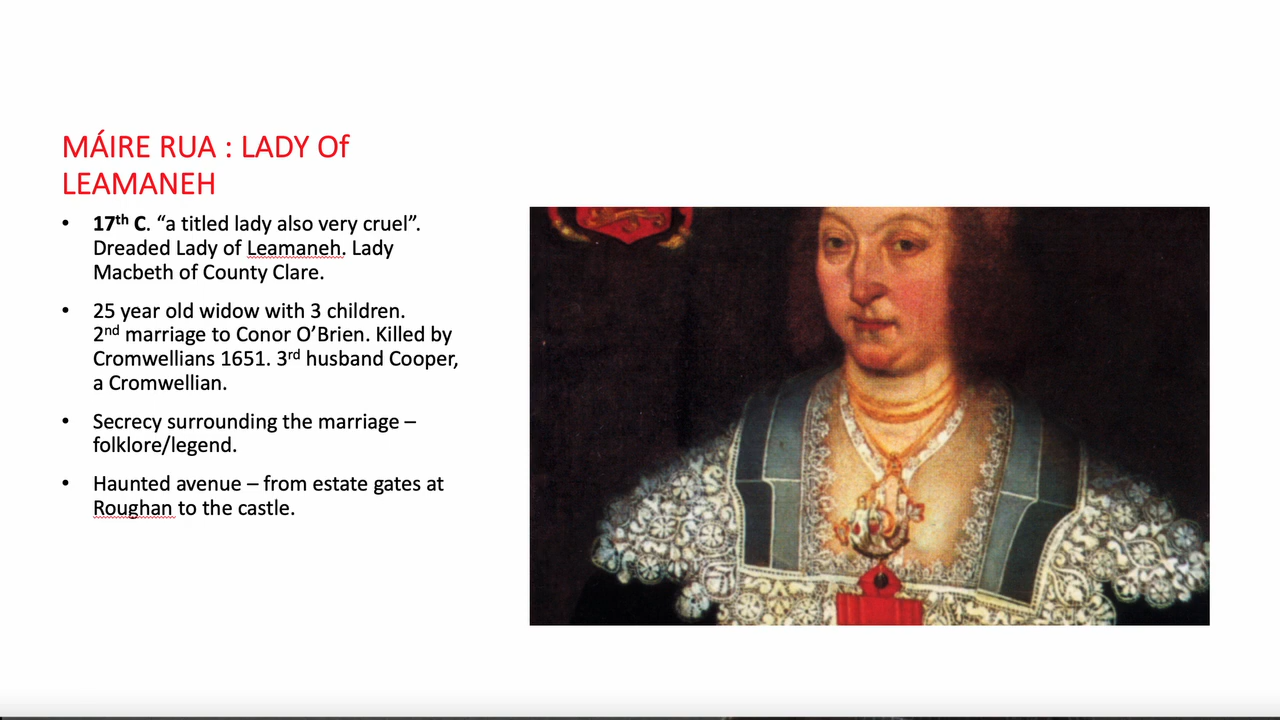 MÁIRE RUA : LADY Of
LEAMANEH
• 17th C. “a titled lady also very cruel”.
Dreaded Lady of Leamaneh. Lady
Macbeth of County Clare.
• 25 year old widow with 3 children.
2nd marriage to Conor O’Brien. Killed by
Cromwellians 1651. 3rd husband Cooper,
a Cromwellian.
• Secrecy surrounding the marriage –
folklore/legend.
• Haunted avenue – from estate gates at
Roughan to the castle.